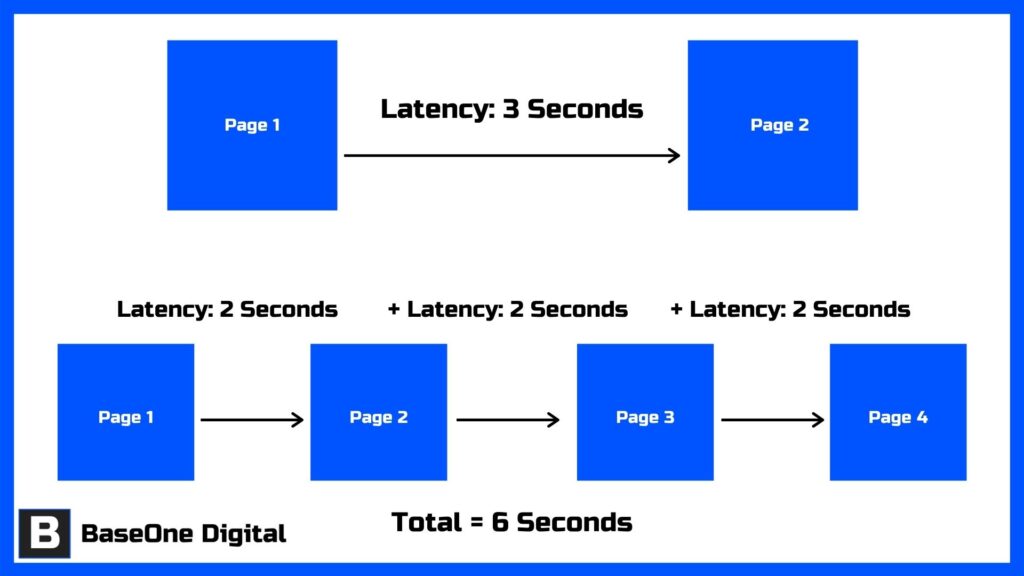 Page 1
Latency: 3 Seconds
Page 2
Latency: 2 Seconds
+ Latency: 2 Seconds
+ Latency: 2 Seconds
Page 1
Page 2
Page 3
Page 4
Total = 6 Seconds
B
BaseOne Digital